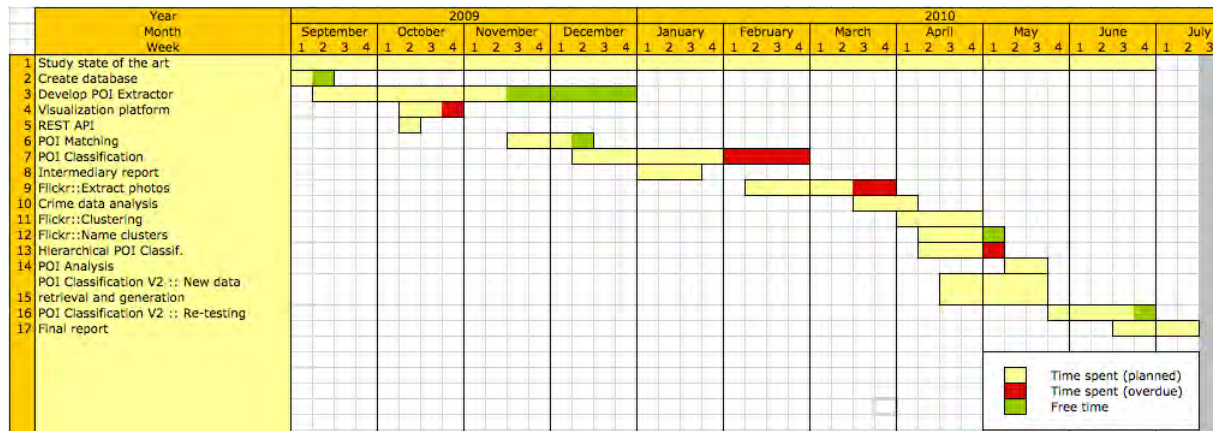 Year 2009 2010
Month September October November December January February March April May June July
Week 1 2 3 4 1 2 3 4 1 2 3 4 1 2 3 4 1 2 3 4 1 2 3 4 1 2 3 4 1 2 3 4 1 2 3 4 1 2 3 4 1 2 3
1 Study state of the art
2 Create database
3 Develop POI Extractor
4 Visualization platform
5 REST API
6 POI Matching
7 POI Classification
8 Intermediary report
9 Flickr::Extract photos
10 Crime data analysis
11 Flickr::Clustering
12 Flickr::Name clusters
13 Hierarchical POI Classif.
14 POI Analysis
POI Classification V2 :: New data
15 retrieval and generation
16 POI Classification V2 :: Re-testing
17 Final report
Time spent (planned)
Time spent (overdue)
Free time